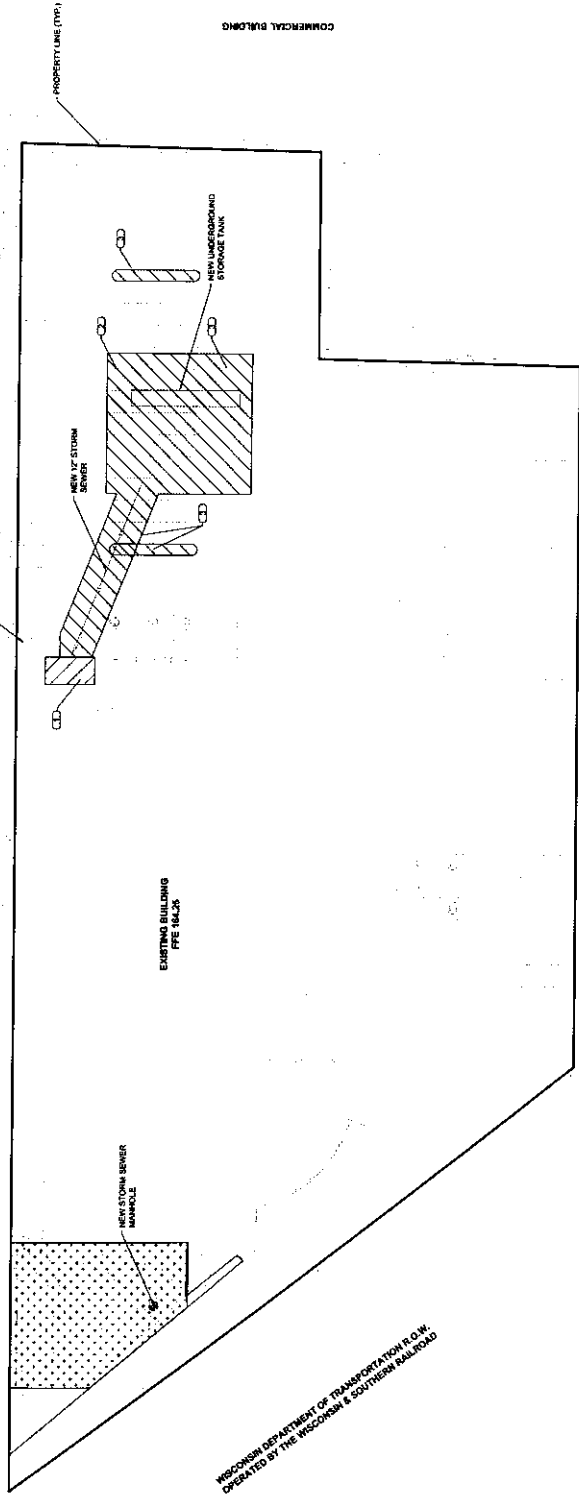 COMMERCIAL BUILDING
PROPERTY LINE (TYP.)
NEW UNDERGROUND
STORAGE TANK
NEW 12" STORM
SEWER
EXISTING BUILDING
FFE 164.25
NEW STORM SEWER
MANHOLE
WISCONSIN DEPARTMENT OF TRANSPORTATION R.O.W.
OPERATED BY THE WISCONSIN & SOUTHERN RAILROAD